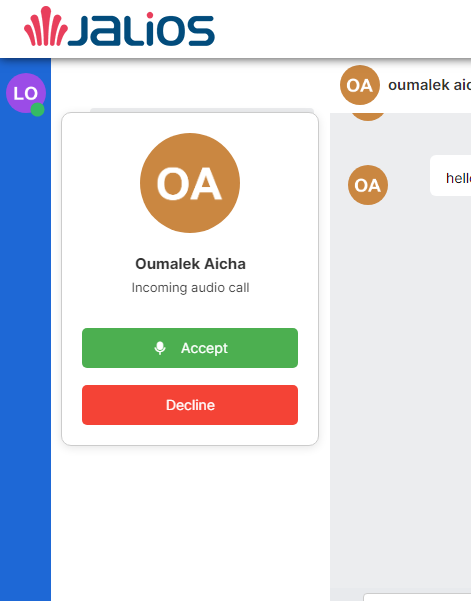 JALIOS
LO
OA
oumalek aic
OA
hell
OA
Oumalek Aicha
Incoming audio call
Accept
Decline